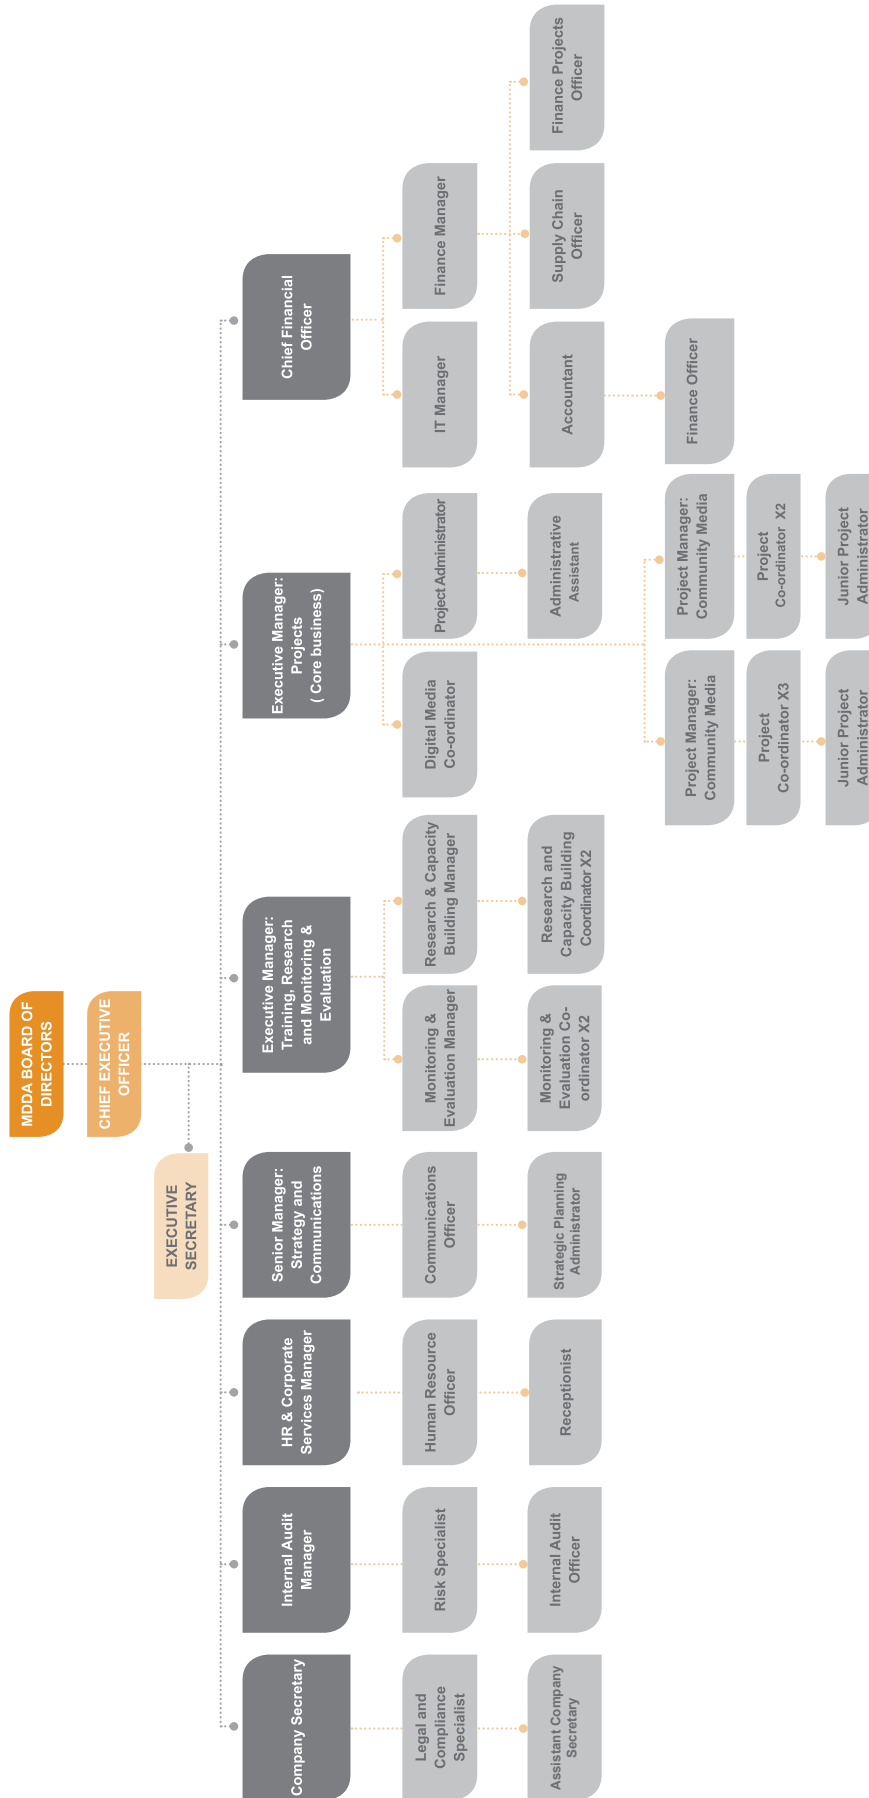 MDDA BOARD OF
DIRECTORS
CHIEF EXECUTIVE
OFFICER
EXECUTIVE
SECRETARY
Company Secretary
Internal Audit
Manager
HR & Corporate
Services Manager
Senior Manager:
Strategy and
Communications
Executive Manager:
Training, Research
and Monitoring &
Evaluation
Executive Manager:
Projects
( Core business)
Chief Financial
Officer
Legal and
Compliance
Specialist
Risk Specialist
Human Resource
Officer
Communications
Officer
Monitoring &
Evaluation Manager
Research & Capacity
Building Manager
Digital Media
Co-ordinator
Project Administrator
IT Manager
Finance Manager
Assistant Company
Secretary
Internal Audit
Officer
Receptionist
Strategic Planning
Administrator
Monitoring &
Evaluation Co-
ordinator X2
Research and
Capacity Building
Coordinator X2
Administrative
Assistant
Accountant
Supply Chain
Officer
Finance Projects
Officer
Project Manager:
Community Media
Project Manager:
Community Media
Finance Officer
Project
Co-ordinator X3
Project
Co-ordinator X2
Junior Project
Administrator
Junior Project
Administrator